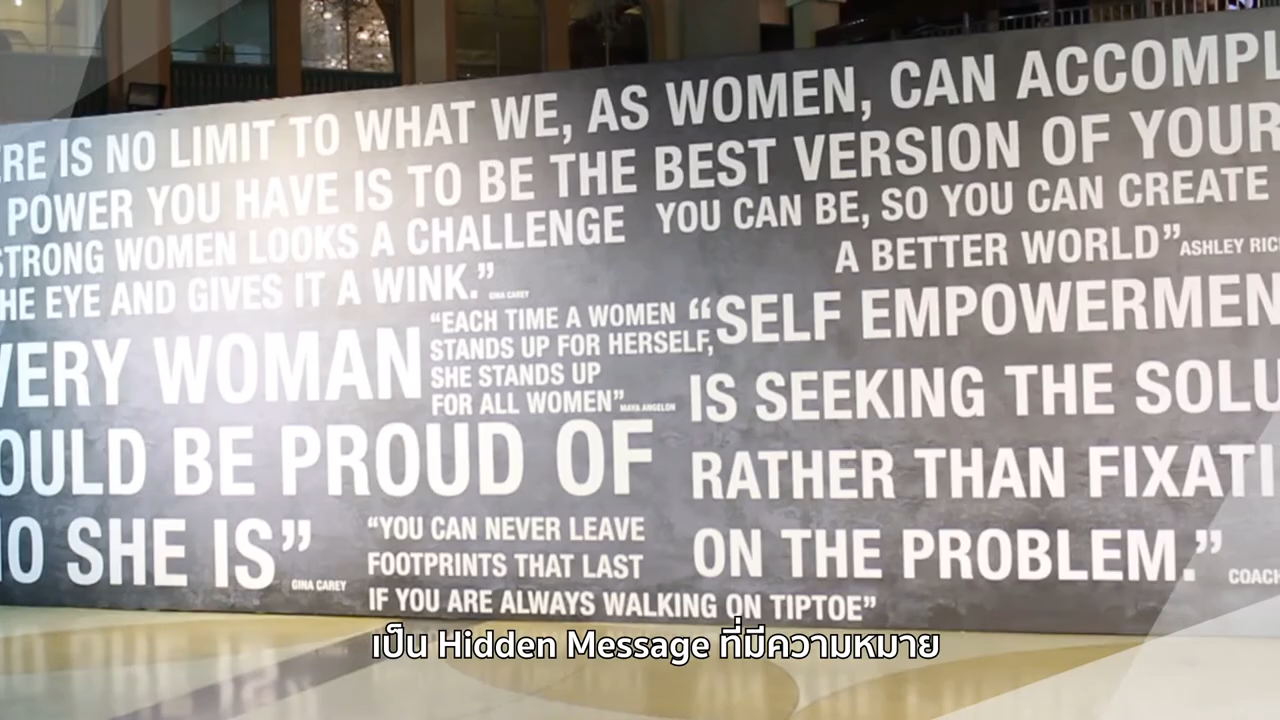 ERE IS NO LIMIT TO WHAT WE, AS WOMEN, CAN ACCOMPL
POWER YOU HAVE IS TO BE THE BEST VERSION OF YOUR
STRONG WOMEN LOOKS A CHALLENGE
HE EYE AND GIVES IT A WINK.” GINA CAREY
YOU CAN BE, SO YOU CAN CREATE
A BETTER WORLD” ASHLEY RIC
VERY WOMAN
OULD BE PROUD OF
O SHE IS” GINA CAREY
“EACH TIME A WOMEN
STANDS UP FOR HERSELF,
SHE STANDS UP
FOR ALL WOMEN” MAYA ANGELON
“SELF EMPOWERMEN
IS SEEKING THE SOLU
RATHER THAN FIXATI
ON THE PROBLEM.” COACH
“YOU CAN NEVER LEAVE
FOOTPRINTS THAT LAST
IF YOU ARE ALWAYS WALKING ON TIPTOE”
เป็น Hidden Message ที่มีความหมาย